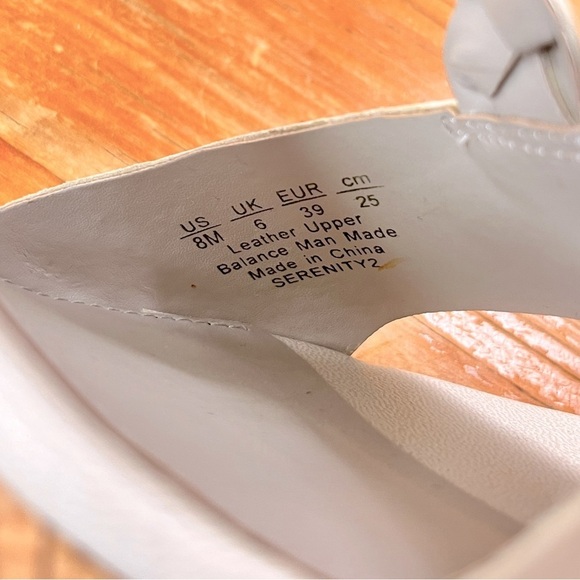 US UK EUR cm
8M 6 39 25
Leather Upper
Balance Man Made
Made in China
SERENITY2